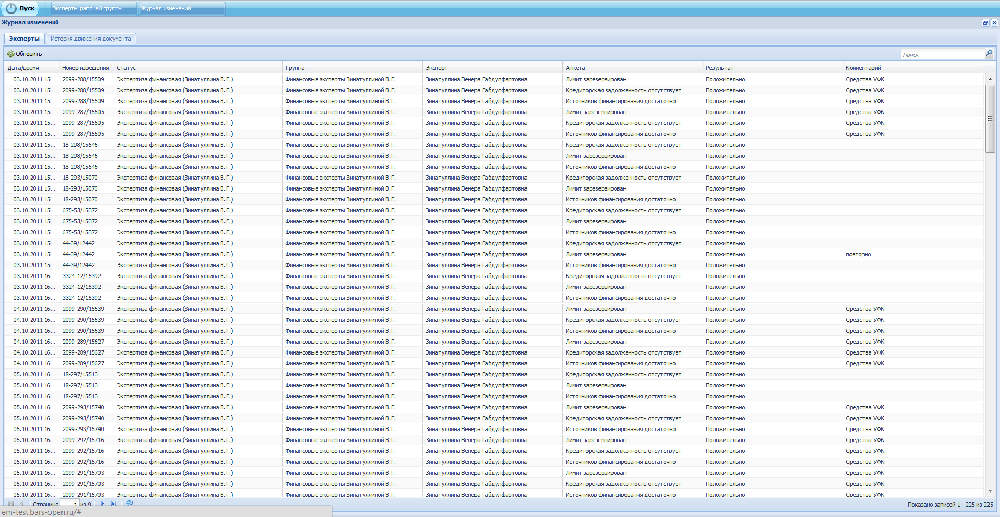 Пуск Эксперты рабочей группы Журнал изменений
Журнал изменений
Эксперты История движения документа
Обновить Поиск
Дата/время Номер извещения Статус Группа Эксперт Анкета Результат Комментарий
03.10.2011 15... 2099-288/15509 Экспертиза финансовая (Зинатуллина В.Г.) Финансовые эксперты Зинатуллиной В.Г. Зинатуллина Венера Габдулфартовна Лимит зарезервирован Положительно Средства УФК
03.10.2011 15... 2099-288/15509 Экспертиза финансовая (Зинатуллина В.Г.) Финансовые эксперты Зинатуллиной В.Г. Зинатуллина Венера Габдулфартовна Кредиторская задолженность отсутствует Положительно Средства УФК
03.10.2011 15... 2099-288/15509 Экспертиза финансовая (Зинатуллина В.Г.) Финансовые эксперты Зинатуллиной В.Г. Зинатуллина Венера Габдулфартовна Источников финансирования достаточно Положительно Средства УФК
03.10.2011 15... 2099-287/15505 Экспертиза финансовая (Зинатуллина В.Г.) Финансовые эксперты Зинатуллиной В.Г. Зинатуллина Венера Габдулфартовна Лимит зарезервирован Положительно Средства УФК
03.10.2011 15... 2099-287/15505 Экспертиза финансовая (Зинатуллина В.Г.) Финансовые эксперты Зинатуллиной В.Г. Зинатуллина Венера Габдулфартовна Кредиторская задолженность отсутствует Положительно Средства УФК
03.10.2011 15... 2099-287/15505 Экспертиза финансовая (Зинатуллина В.Г.) Финансовые эксперты Зинатуллиной В.Г. Зинатуллина Венера Габдулфартовна Источников финансирования достаточно Положительно Средства УФК
03.10.2011 15... 18-298/15546 Экспертиза финансовая (Зинатуллина В.Г.) Финансовые эксперты Зинатуллиной В.Г. Зинатуллина Венера Габдулфартовна Кредиторская задолженность отсутствует Положительно
03.10.2011 15... 18-298/15546 Экспертиза финансовая (Зинатуллина В.Г.) Финансовые эксперты Зинатуллиной В.Г. Зинатуллина Венера Габдулфартовна Лимит зарезервирован Положительно
03.10.2011 15... 18-298/15546 Экспертиза финансовая (Зинатуллина В.Г.) Финансовые эксперты Зинатуллиной В.Г. Зинатуллина Венера Габдулфартовна Источников финансирования достаточно Положительно
03.10.2011 15... 18-293/15070 Экспертиза финансовая (Зинатуллина В.Г.) Финансовые эксперты Зинатуллиной В.Г. Зинатуллина Венера Габдулфартовна Кредиторская задолженность отсутствует Положительно
03.10.2011 15... 18-293/15070 Экспертиза финансовая (Зинатуллина В.Г.) Финансовые эксперты Зинатуллиной В.Г. Зинатуллина Венера Габдулфартовна Лимит зарезервирован Положительно
03.10.2011 15... 18-293/15070 Экспертиза финансовая (Зинатуллина В.Г.) Финансовые эксперты Зинатуллиной В.Г. Зинатуллина Венера Габдулфартовна Источников финансирования достаточно Положительно
03.10.2011 15... 675-53/15372 Экспертиза финансовая (Зинатуллина В.Г.) Финансовые эксперты Зинатуллиной В.Г. Зинатуллина Венера Габдулфартовна Кредиторская задолженность отсутствует Положительно
03.10.2011 15... 675-53/15372 Экспертиза финансовая (Зинатуллина В.Г.) Финансовые эксперты Зинатуллиной В.Г. Зинатуллина Венера Габдулфартовна Лимит зарезервирован Положительно
03.10.2011 15... 675-53/15372 Экспертиза финансовая (Зинатуллина В.Г.) Финансовые эксперты Зинатуллиной В.Г. Зинатуллина Венера Габдулфартовна Источников финансирования достаточно Положительно
03.10.2011 15... 44-39/12442 Экспертиза финансовая (Зинатуллина В.Г.) Финансовые эксперты Зинатуллиной В.Г. Зинатуллина Венера Габдулфартовна Кредиторская задолженность отсутствует Положительно
03.10.2011 15... 44-39/12442 Экспертиза финансовая (Зинатуллина В.Г.) Финансовые эксперты Зинатуллиной В.Г. Зинатуллина Венера Габдулфартовна Лимит зарезервирован Положительно повторно
03.10.2011 15... 44-39/12442 Экспертиза финансовая (Зинатуллина В.Г.) Финансовые эксперты Зинатуллиной В.Г. Зинатуллина Венера Габдулфартовна Источников финансирования достаточно Положительно
03.10.2011 16... 3324-12/15392 Экспертиза финансовая (Зинатуллина В.Г.) Финансовые эксперты Зинатуллиной В.Г. Зинатуллина Венера Габдулфартовна Кредиторская задолженность отсутствует Положительно
03.10.2011 16... 3324-12/15392 Экспертиза финансовая (Зинатуллина В.Г.) Финансовые эксперты Зинатуллиной В.Г. Зинатуллина Венера Габдулфартовна Лимит зарезервирован Положительно
03.10.2011 16... 3324-12/15392 Экспертиза финансовая (Зинатуллина В.Г.) Финансовые эксперты Зинатуллиной В.Г. Зинатуллина Венера Габдулфартовна Источников финансирования достаточно Положительно
04.10.2011 16... 2099-290/15639 Экспертиза финансовая (Зинатуллина В.Г.) Финансовые эксперты Зинатуллиной В.Г. Зинатуллина Венера Габдулфартовна Лимит зарезервирован Положительно Средства УФК
04.10.2011 16... 2099-290/15639 Экспертиза финансовая (Зинатуллина В.Г.) Финансовые эксперты Зинатуллиной В.Г. Зинатуллина Венера Габдулфартовна Кредиторская задолженность отсутствует Положительно Средства УФК
04.10.2011 16... 2099-290/15639 Экспертиза финансовая (Зинатуллина В.Г.) Финансовые эксперты Зинатуллиной В.Г. Зинатуллина Венера Габдулфартовна Источников финансирования достаточно Положительно Средства УФК
04.10.2011 16... 2099-289/15627 Экспертиза финансовая (Зинатуллина В.Г.) Финансовые эксперты Зинатуллиной В.Г. Зинатуллина Венера Габдулфартовна Лимит зарезервирован Положительно Средства УФК
04.10.2011 16... 2099-289/15627 Экспертиза финансовая (Зинатуллина В.Г.) Финансовые эксперты Зинатуллиной В.Г. Зинатуллина Венера Габдулфартовна Кредиторская задолженность отсутствует Положительно Средства УФК
04.10.2011 16... 2099-289/15627 Экспертиза финансовая (Зинатуллина В.Г.) Финансовые эксперты Зинатуллиной В.Г. Зинатуллина Венера Габдулфартовна Источников финансирования достаточно Положительно Средства УФК
05.10.2011 16... 18-297/15513 Экспертиза финансовая (Зинатуллина В.Г.) Финансовые эксперты Зинатуллиной В.Г. Зинатуллина Венера Габдулфартовна Кредиторская задолженность отсутствует Положительно
05.10.2011 16... 18-297/15513 Экспертиза финансовая (Зинатуллина В.Г.) Финансовые эксперты Зинатуллиной В.Г. Зинатуллина Венера Габдулфартовна Лимит зарезервирован Положительно
05.10.2011 16... 18-297/15513 Экспертиза финансовая (Зинатуллина В.Г.) Финансовые эксперты Зинатуллиной В.Г. Зинатуллина Венера Габдулфартовна Источников финансирования достаточно Положительно
05.10.2011 16... 2099-293/15740 Экспертиза финансовая (Зинатуллина В.Г.) Финансовые эксперты Зинатуллиной В.Г. Зинатуллина Венера Габдулфартовна Лимит зарезервирован Положительно Средства УФК
05.10.2011 16... 2099-293/15740 Экспертиза финансовая (Зинатуллина В.Г.) Финансовые эксперты Зинатуллиной В.Г. Зинатуллина Венера Габдулфартовна Кредиторская задолженность отсутствует Положительно Средства УФК
05.10.2011 16... 2099-293/15740 Экспертиза финансовая (Зинатуллина В.Г.) Финансовые эксперты Зинатуллиной В.Г. Зинатуллина Венера Габдулфартовна Источников финансирования достаточно Положительно Средства УФК
05.10.2011 16... 2099-292/15716 Экспертиза финансовая (Зинатуллина В.Г.) Финансовые эксперты Зинатуллиной В.Г. Зинатуллина Венера Габдулфартовна Лимит зарезервирован Положительно Средства УФК
05.10.2011 16... 2099-292/15716 Экспертиза финансовая (Зинатуллина В.Г.) Финансовые эксперты Зинатуллиной В.Г. Зинатуллина Венера Габдулфартовна Кредиторская задолженность отсутствует Положительно Средства УФК
05.10.2011 16... 2099-292/15716 Экспертиза финансовая (Зинатуллина В.Г.) Финансовые эксперты Зинатуллиной В.Г. Зинатуллина Венера Габдулфартовна Источников финансирования достаточно Положительно Средства УФК
05.10.2011 16... 2099-291/15703 Экспертиза финансовая (Зинатуллина В.Г.) Финансовые эксперты Зинатуллиной В.Г. Зинатуллина Венера Габдулфартовна Лимит зарезервирован Положительно Средства УФК
05.10.2011 16... 2099-291/15703 Экспертиза финансовая (Зинатуллина В.Г.) Финансовые эксперты Зинатуллиной В.Г. Зинатуллина Венера Габдулфартовна Кредиторская задолженность отсутствует Положительно Средства УФК
05.10.2011 16... 2099-291/15703 Экспертиза финансовая (Зинатуллина В.Г.) Финансовые эксперты Зинатуллиной В.Г. Зинатуллина Венера Габдулфартовна Источников финансирования достаточно Положительно Средства УФК
Страница 1 из 9 Показано записей 1 - 225 из 225
em-test.bars-open.ru/#